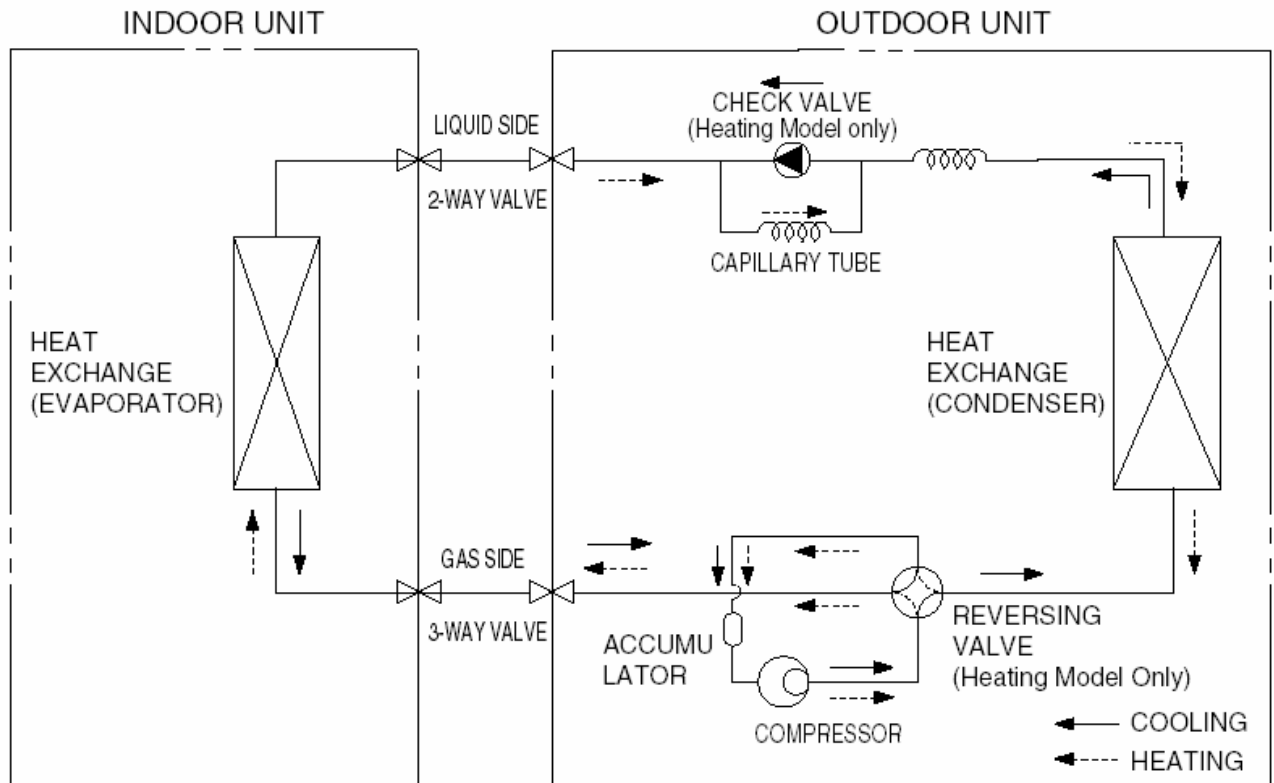 INDOOR UNIT
OUTDOOR UNIT
LIQUID SIDE
2-WAY VALVE
CHECK VALVE
(Heating Model only)
CAPILLARY TUBE
HEAT
EXCHANGE
(EVAPORATOR)
HEAT
EXCHANGE
(CONDENSER)
GAS SIDE
3-WAY VALVE
ACCUMU
LATOR
COMPRESSOR
REVERSING
VALVE
(Heating Model Only)
COOLING
HEATING